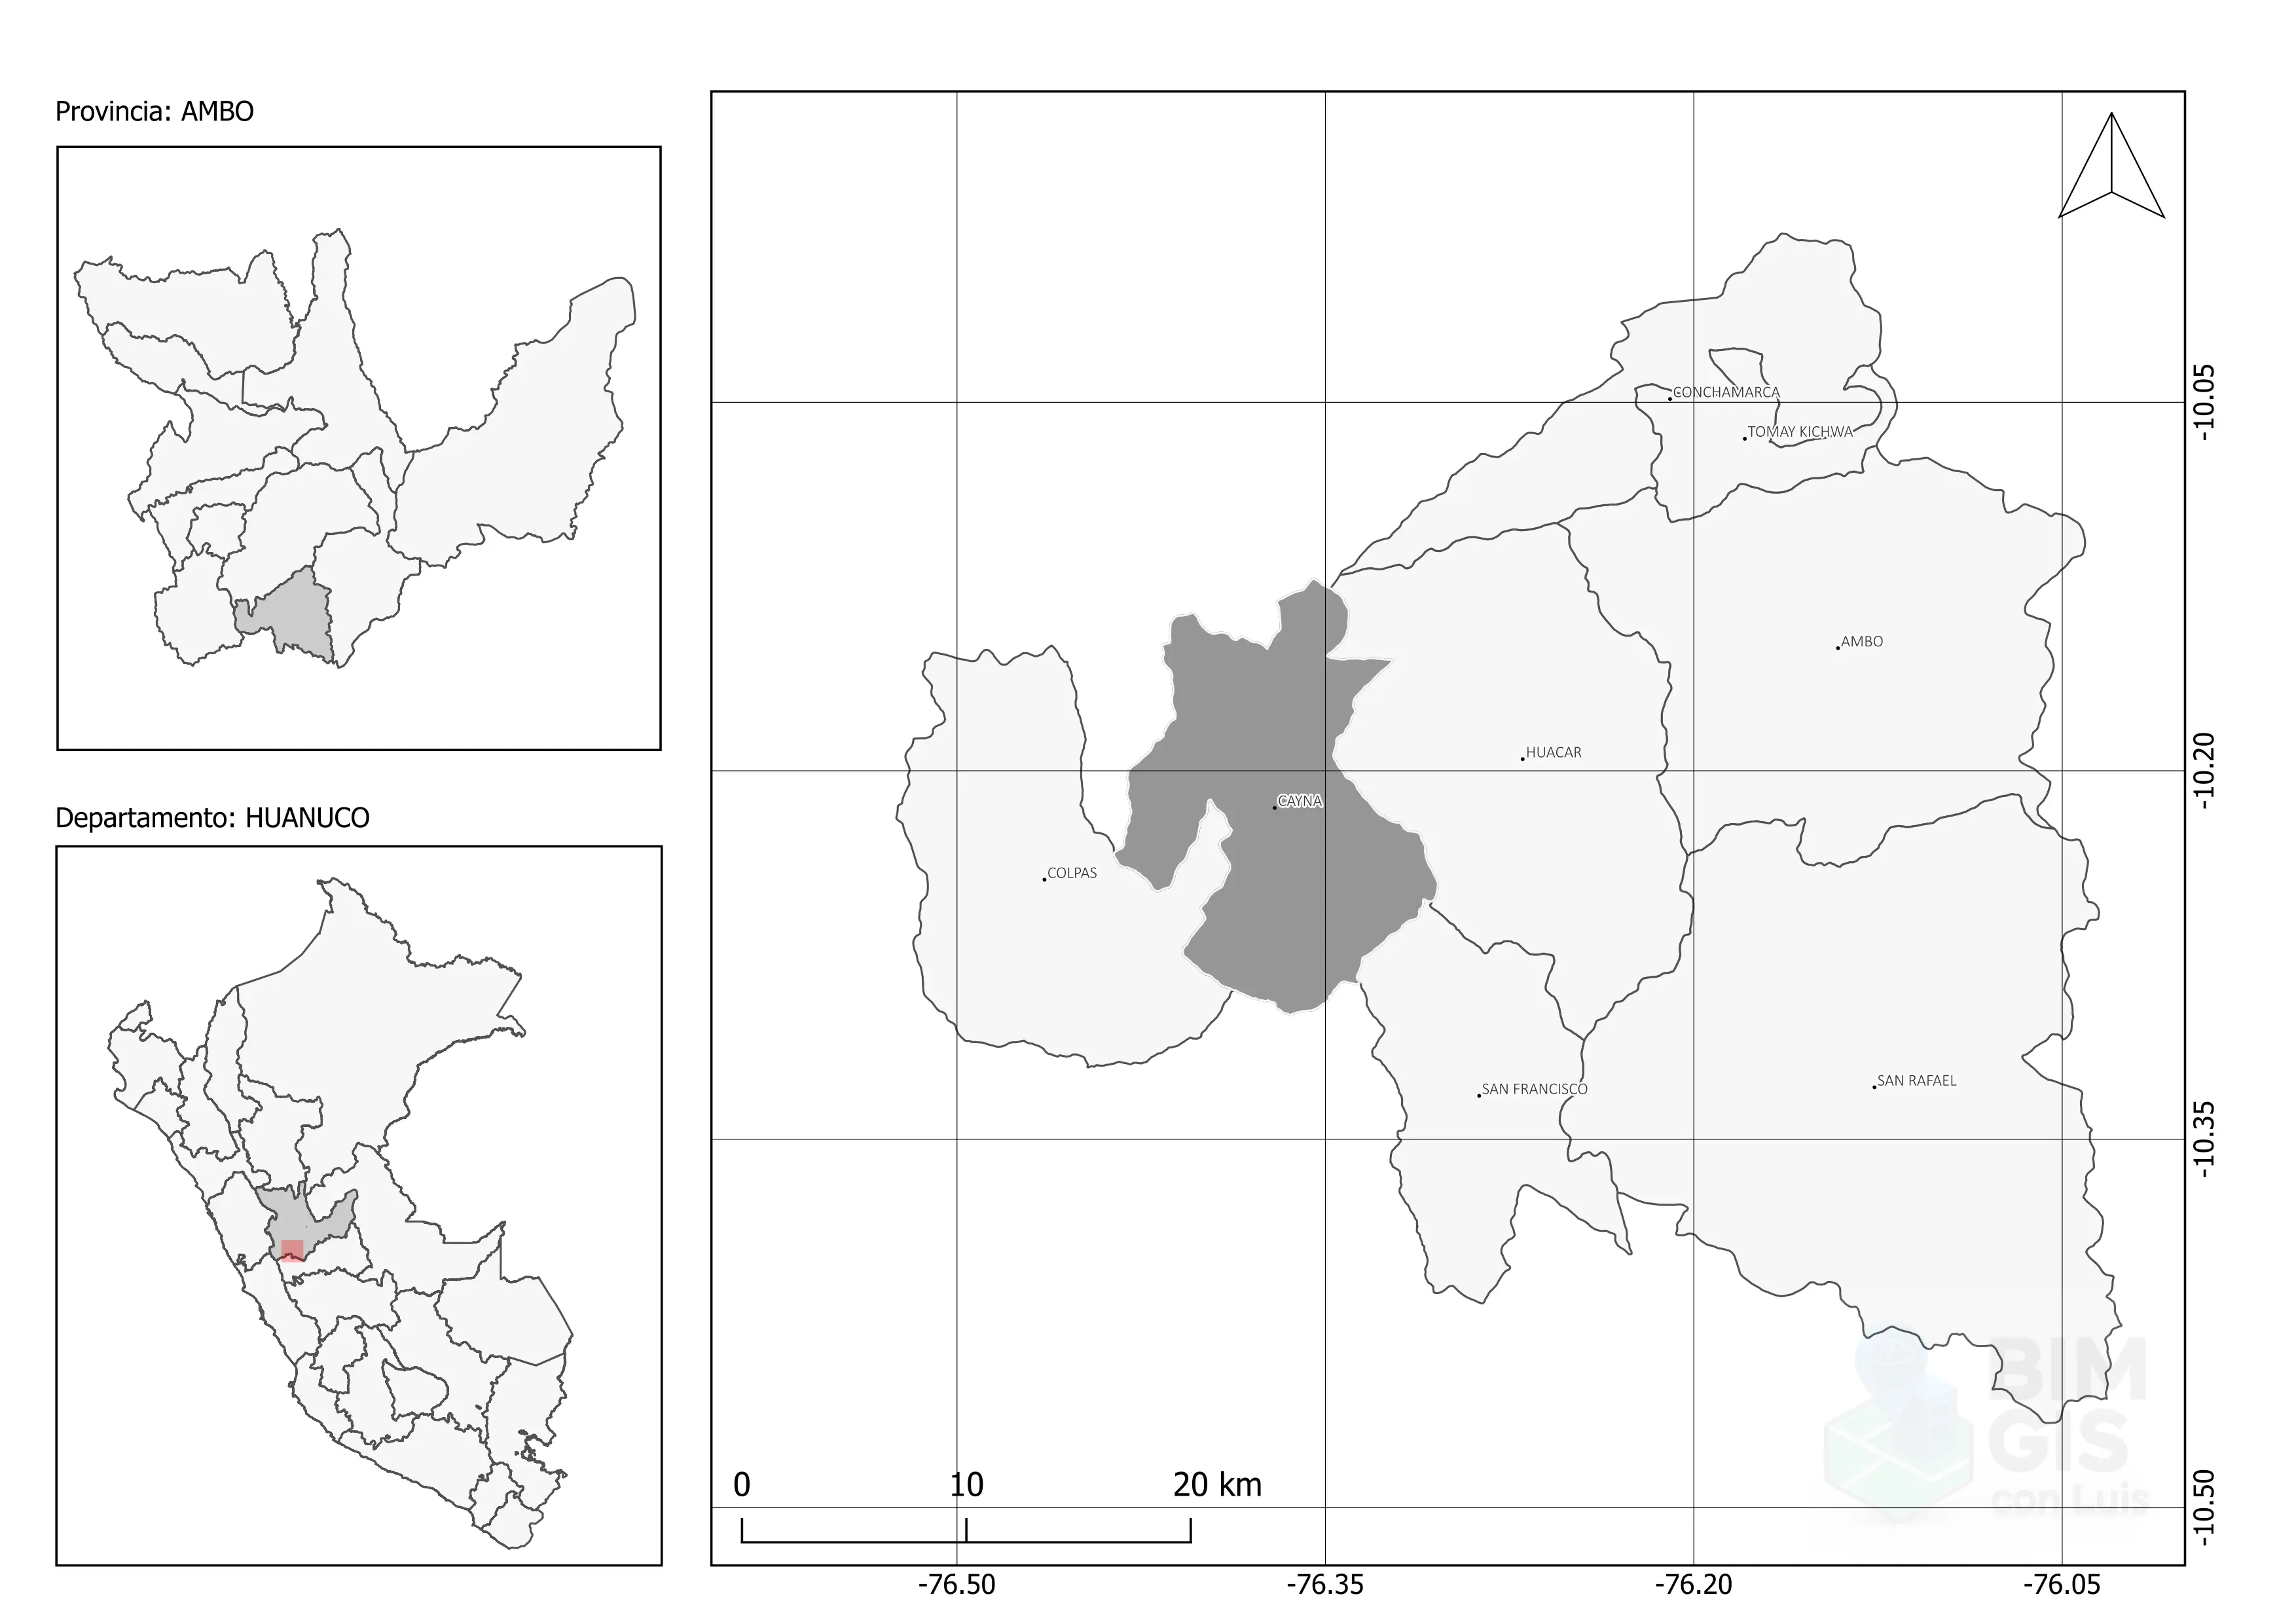 Provincia: AMBO
Departamento: HUANUCO
CONCHAMARCA
TOMAY KICHWA
AMBO
HUACAR
CAYNA
COLPAS
SAN FRANCISCO
SAN RAFAEL
-10.05
-10.20
-10.35
-10.50
0 10 20 km
-76.50 -76.35 -76.20 -76.05
BIM
GIS
con Luis